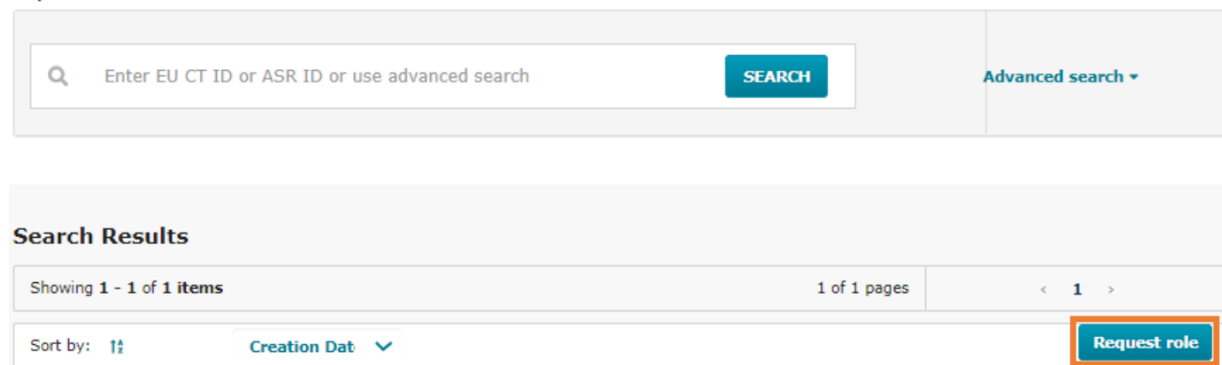 Enter EU CT ID or ASR ID or use advanced search
SEARCH
Advanced search
Search Results
Showing 1 - 1 of 1 items
1 of 1 pages
< 1 >
Sort by:
Creation Dat
Request role